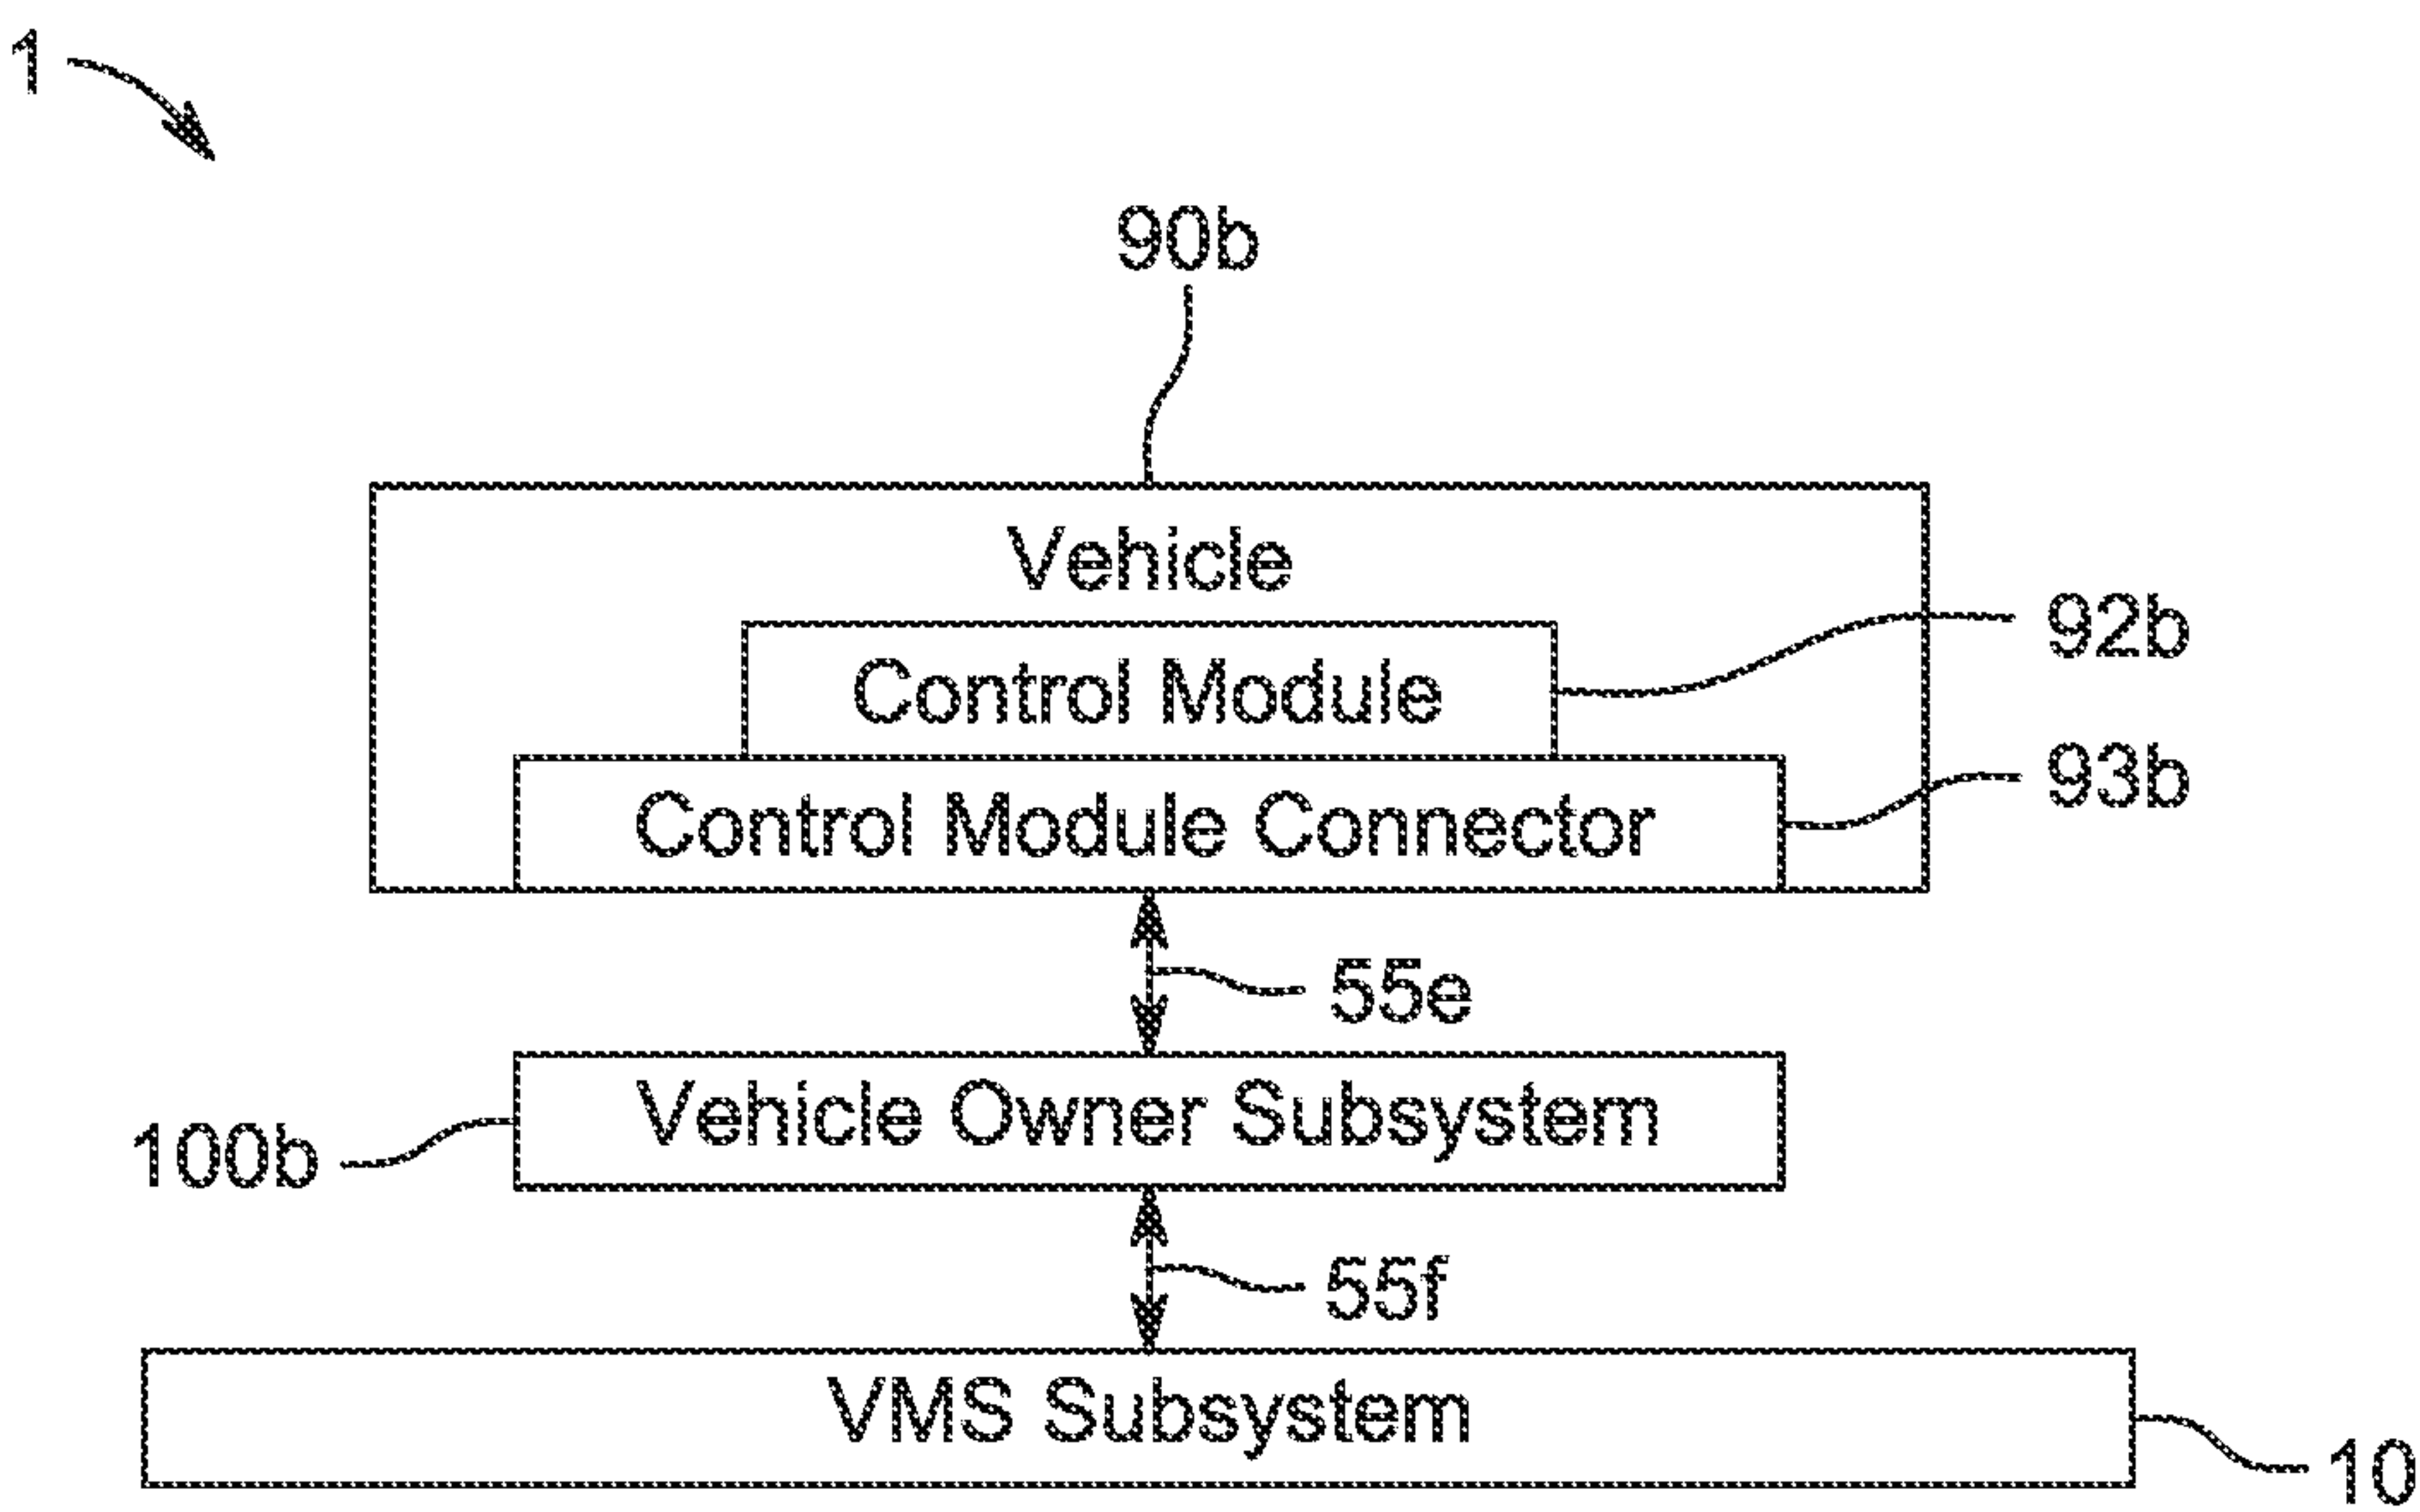 1
90b
Vehicle
92b
Control Module
93b
Control Module Connector
55e
Vehicle Owner Subsystem
100b
55f
VMS Subsystem
10